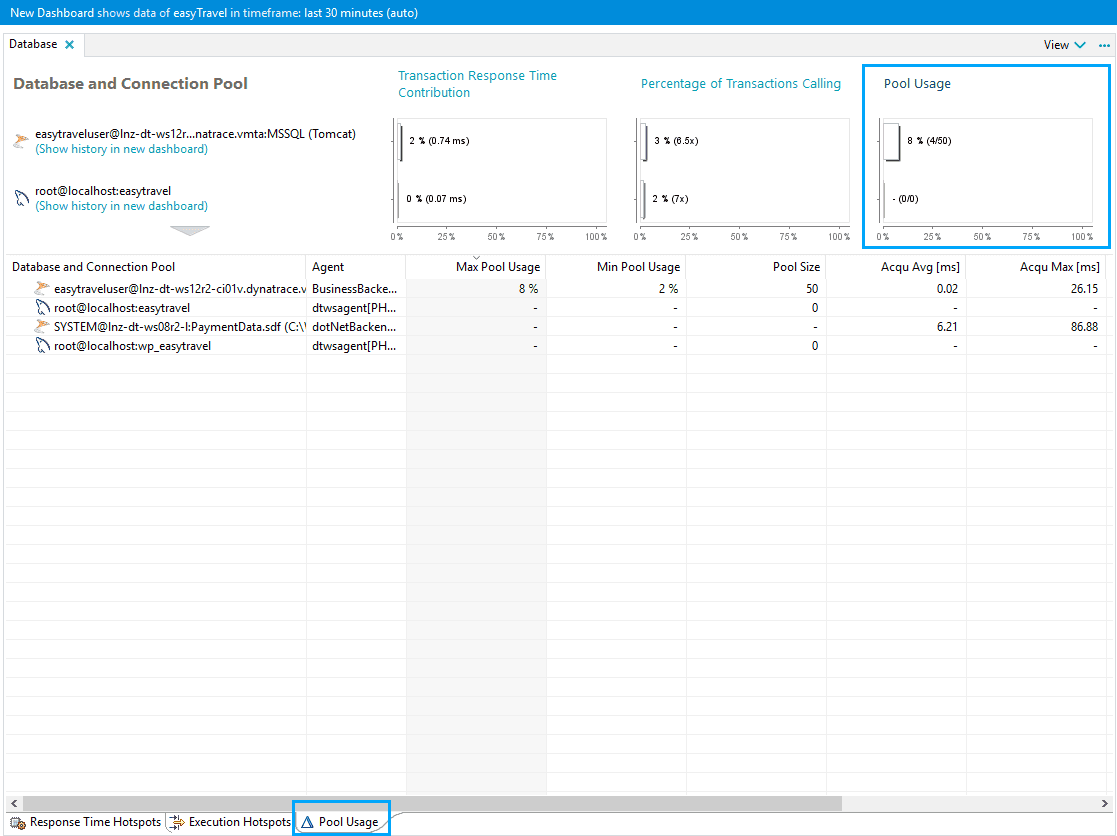 New Dashboard shows data of easyTravel in timeframe: last 30 minutes (auto)
Database
View
Database and Connection Pool
Transaction Response Time
Contribution
Percentage of Transactions Calling
Pool Usage
easytraveluser@lnz-dt-ws12r...natrace.vmta:MSSQL (Tomcat)
(Show history in new dashboard)
2 % (0.74 ms)
3 % (6.5x)
8 % (4/50)
root@localhost:easytravel
(Show history in new dashboard)
0 % (0.07 ms)
2 % (7x)
- (0/0)
0 % 25 % 50 % 75 % 100 %
0 % 25 % 50 % 75 % 100 %
0 % 25 % 50 % 75 % 100 %
Database and Connection Pool Agent Max Pool Usage Min Pool Usage Pool Size Acqu Avg [ms] Acqu Max [ms]
easytraveluser@lnz-dt-ws12r2-ci01v.dynatrace.v BusinessBacke... 8 % 2 % 50 0.02 26.15
root@localhost:easytravel dtwsagent[PH... - - 0 - -
SYSTEM@lnz-dt-ws08r2-l:PaymentData.sdf (C:\ dotNetBacken... - - - 6.21 86.88
root@localhost:wp_easytravel dtwsagent[PH... - - 0 - -
Response Time Hotspots Execution Hotspots Pool Usage